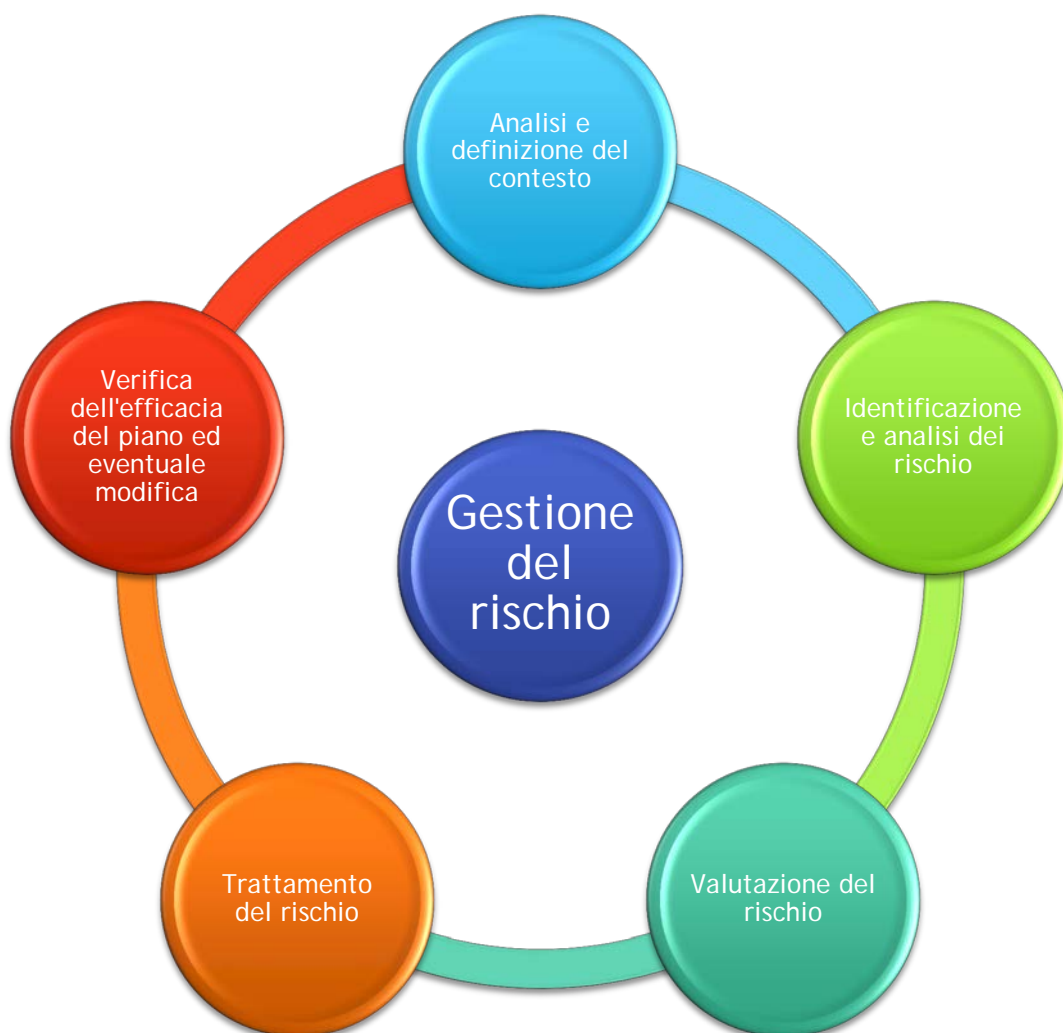 Analisi e
definizione del
contesto
Identificazione
e analisi dei
rischio
Valutazione del
rischio
Trattamento
del rischio
Verifica
dell'efficacia
del piano ed
eventuale
modifica
Gestione
del
rischio